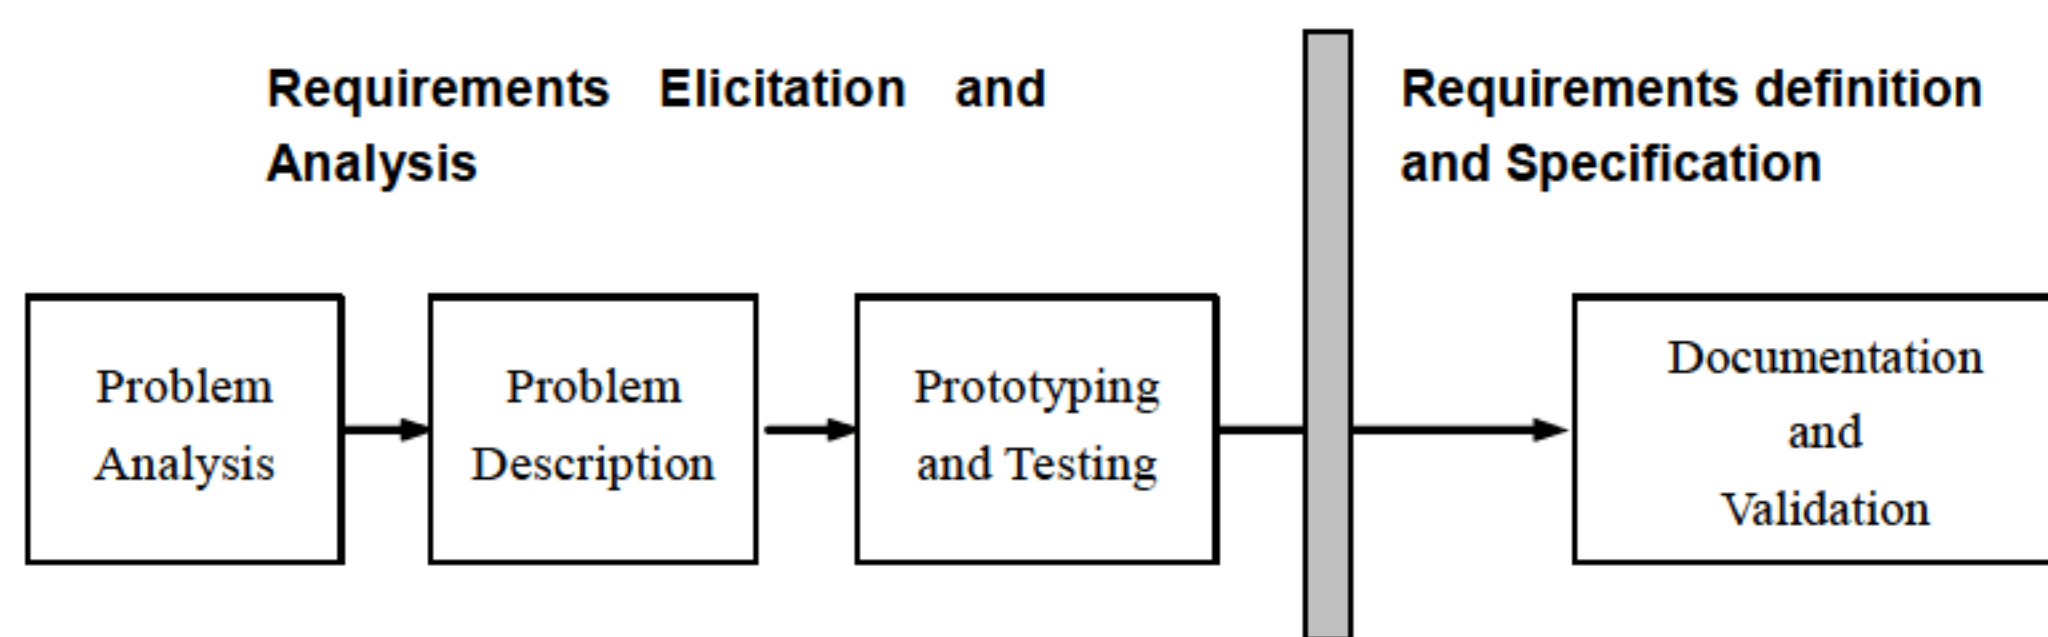 Requirements Elicitation and
Analysis
Requirements definition
and Specification
Problem
Analysis
Problem
Description
Prototyping
and Testing
Documentation
and
Validation